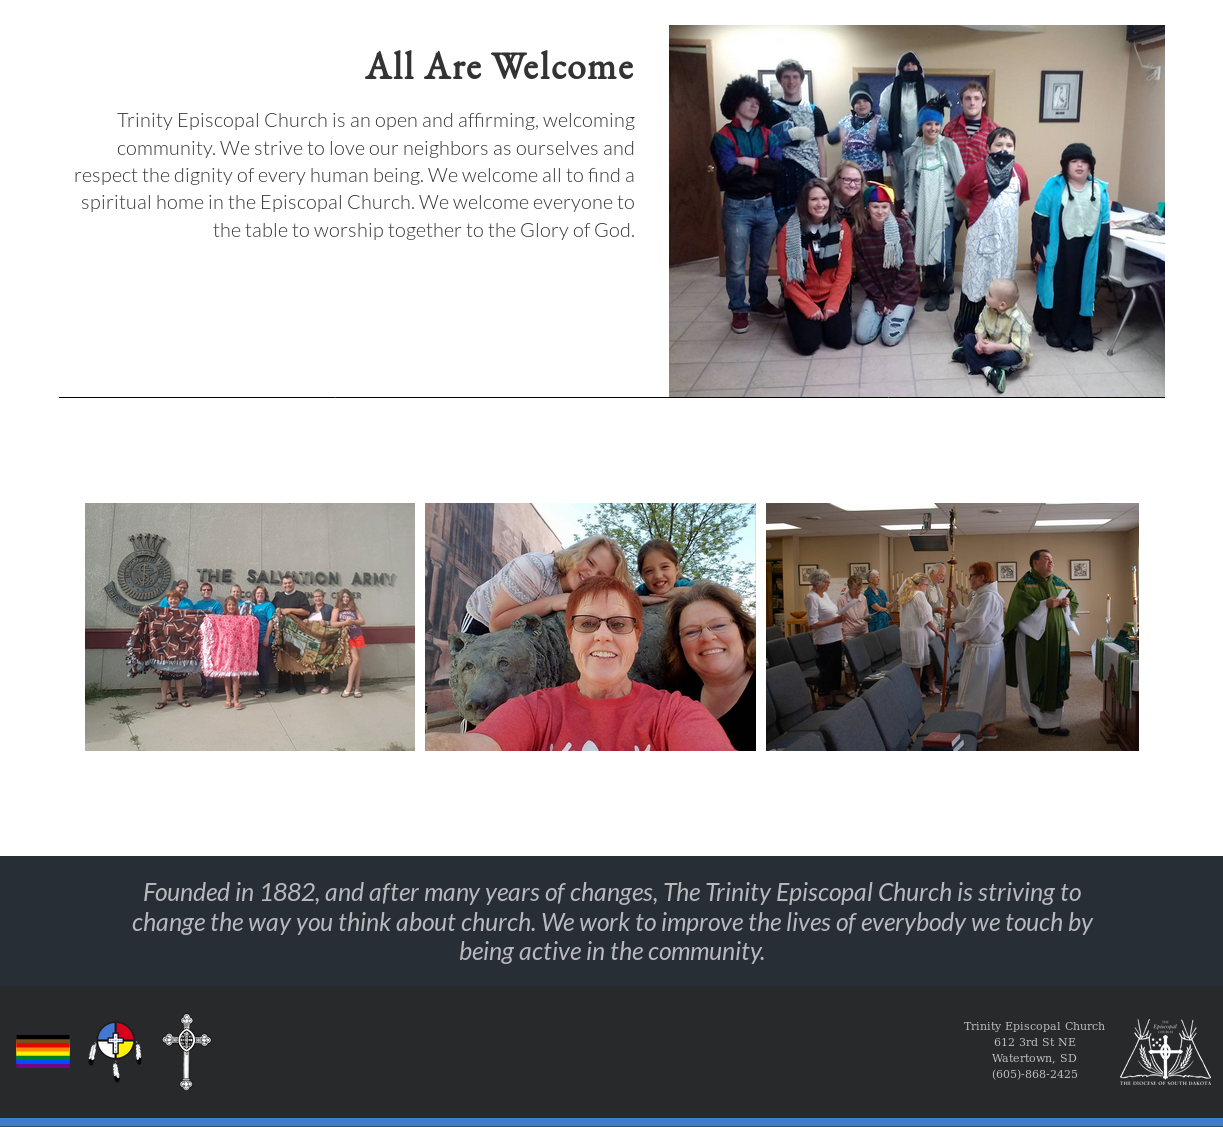 All Are Welcome
Trinity Episcopal Church is an open and affirming, welcoming
community. We strive to love our neighbors as ourselves and
respect the dignity of every human being. We welcome all to find a
spiritual home in the Episcopal Church. We welcome everyone to
the table to worship together to the Glory of God.
THE SALVATION ARMY
Founded in 1882, and after many years of changes, The Trinity Episcopal Church is striving to
change the way you think about church. We work to improve the lives of everybody we touch by
being active in the community.
Trinity Episcopal Church
612 3rd St NE
Watertown, SD
(605)-868-2425
THE
Episcopal
CHURCH
THE DIOCESE OF SOUTH DAKOTA